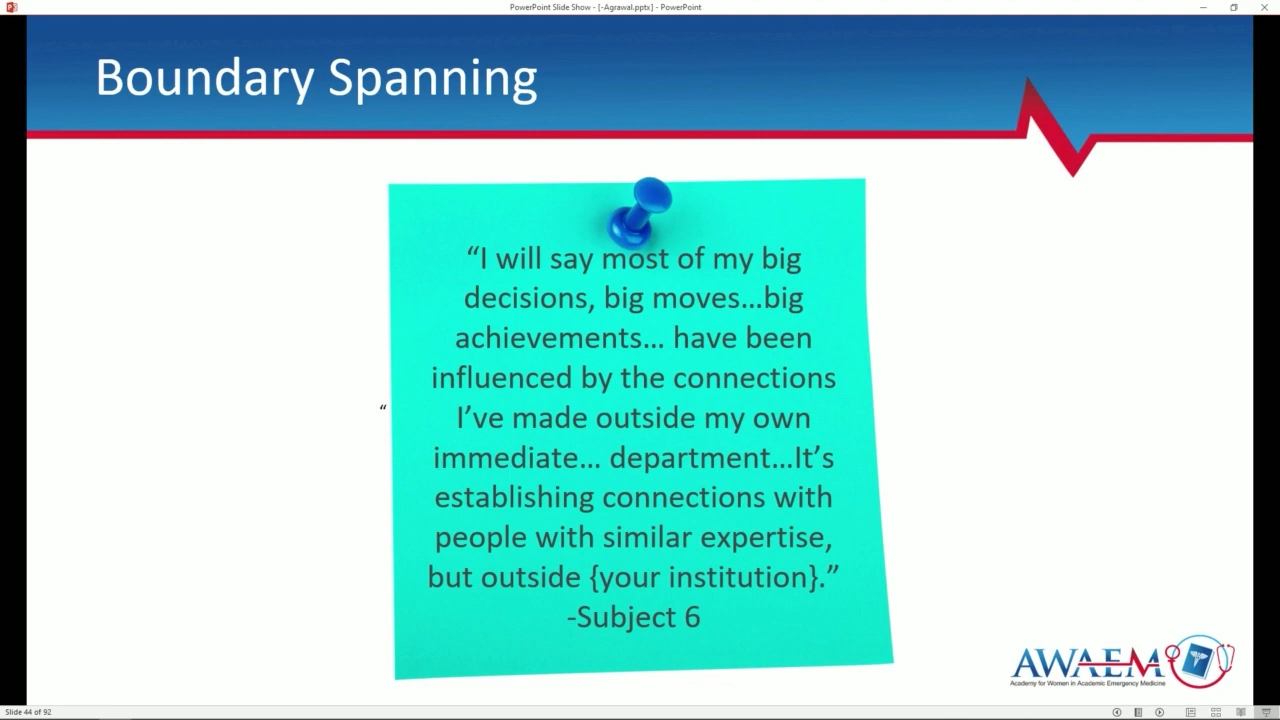 PowerPoint Slide Show - [-Agrawal.pptx] - PowerPoint
Boundary Spanning
“I will say most of my big
decisions, big moves...big
achievements... have been
influenced by the connections
“
I’ve made outside my own
immediate... department...It’s
establishing connections with
people with similar expertise,
but outside {your institution}.”
-Subject 6
AWAEM
Academy for Women in Academic Emergency Medicine
Slide 44 of 92